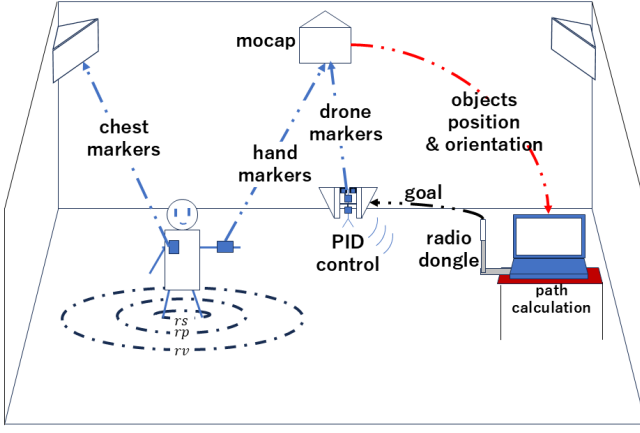 mocap
chest
markers
hand
markers
drone
markers
objects
position
& orientation
goal
PID
control
radio
dongle
path
calculation
rs
rp
rv